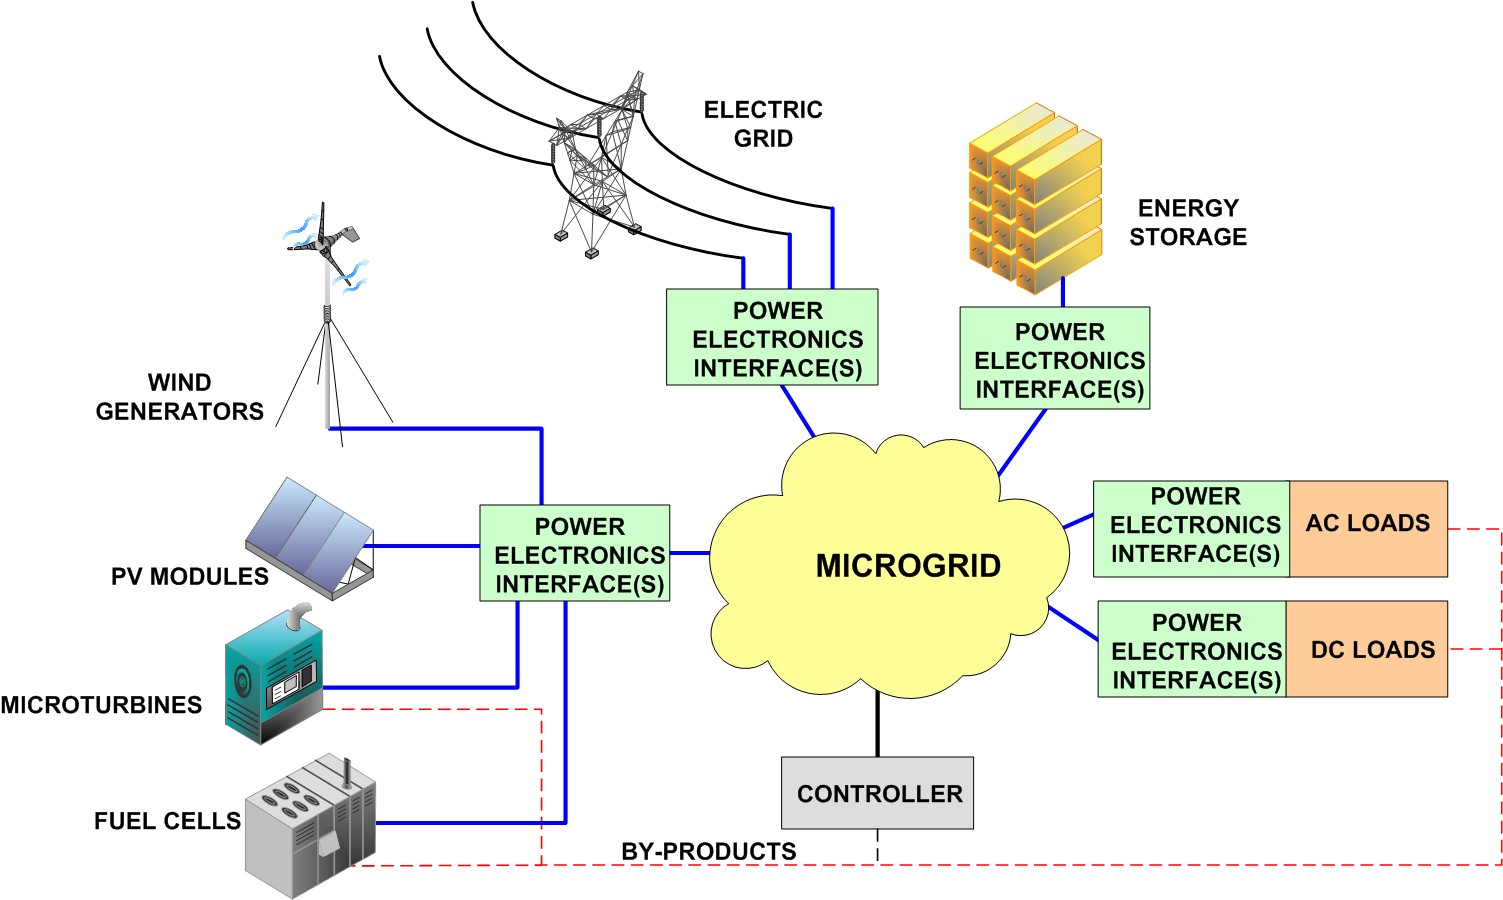 ELECTRIC
GRID
ENERGY
STORAGE
POWER
ELECTRONICS
INTERFACE(S)
POWER
ELECTRONICS
INTERFACE(S)
WIND
GENERATORS
POWER
ELECTRONICS
INTERFACE(S)
AC LOADS
POWER
ELECTRONICS
INTERFACE(S)
PV MODULES
MICROGRID
POWER
ELECTRONICS
INTERFACE(S)
DC LOADS
MICROTURBINES
CONTROLLER
FUEL CELLS
BY-PRODUCTS